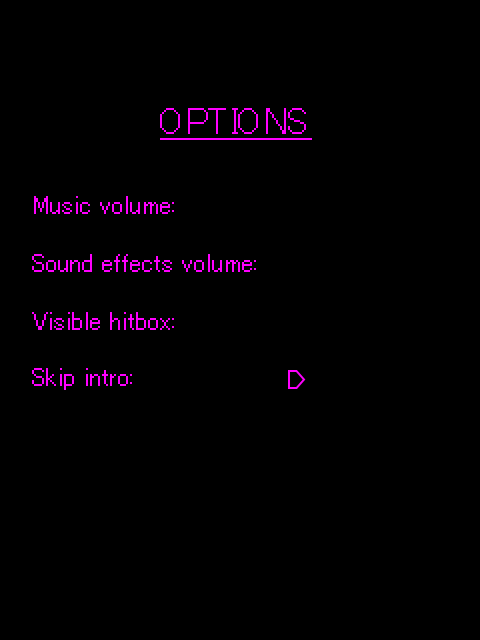 OPTIONS
Music volume:
Sound effects volume:
Visible hitbox:
Skip intro: